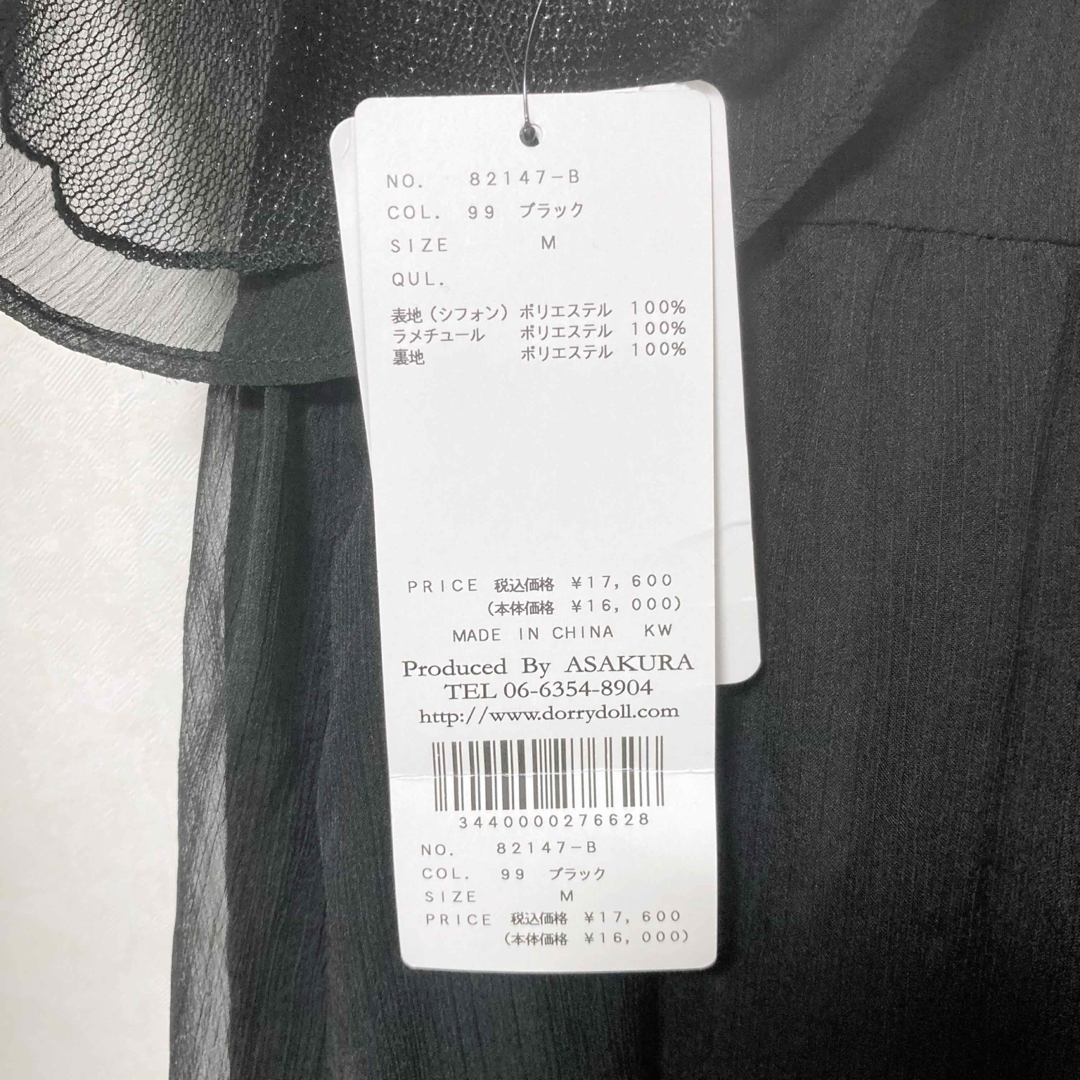 NO. 82147-B
COL. 99 ブラック
SIZE M
QUL.
表地(シフォン) ポリエステル 100%
ラメチュール ポリエステル 100%
裏地 ポリエステル 100%
PRICE 税込価格 ¥17,600
(本体価格 ¥16,000)
MADE IN CHINA KW
Produced By ASAKURA
TEL 06-6354-8904
http://www.dorrydoll.com
3440000276628
NO. 82147-B
COL. 99 ブラック
SIZE M
PRICE 税込価格 ¥17,600
(本体価格 ¥16,000)